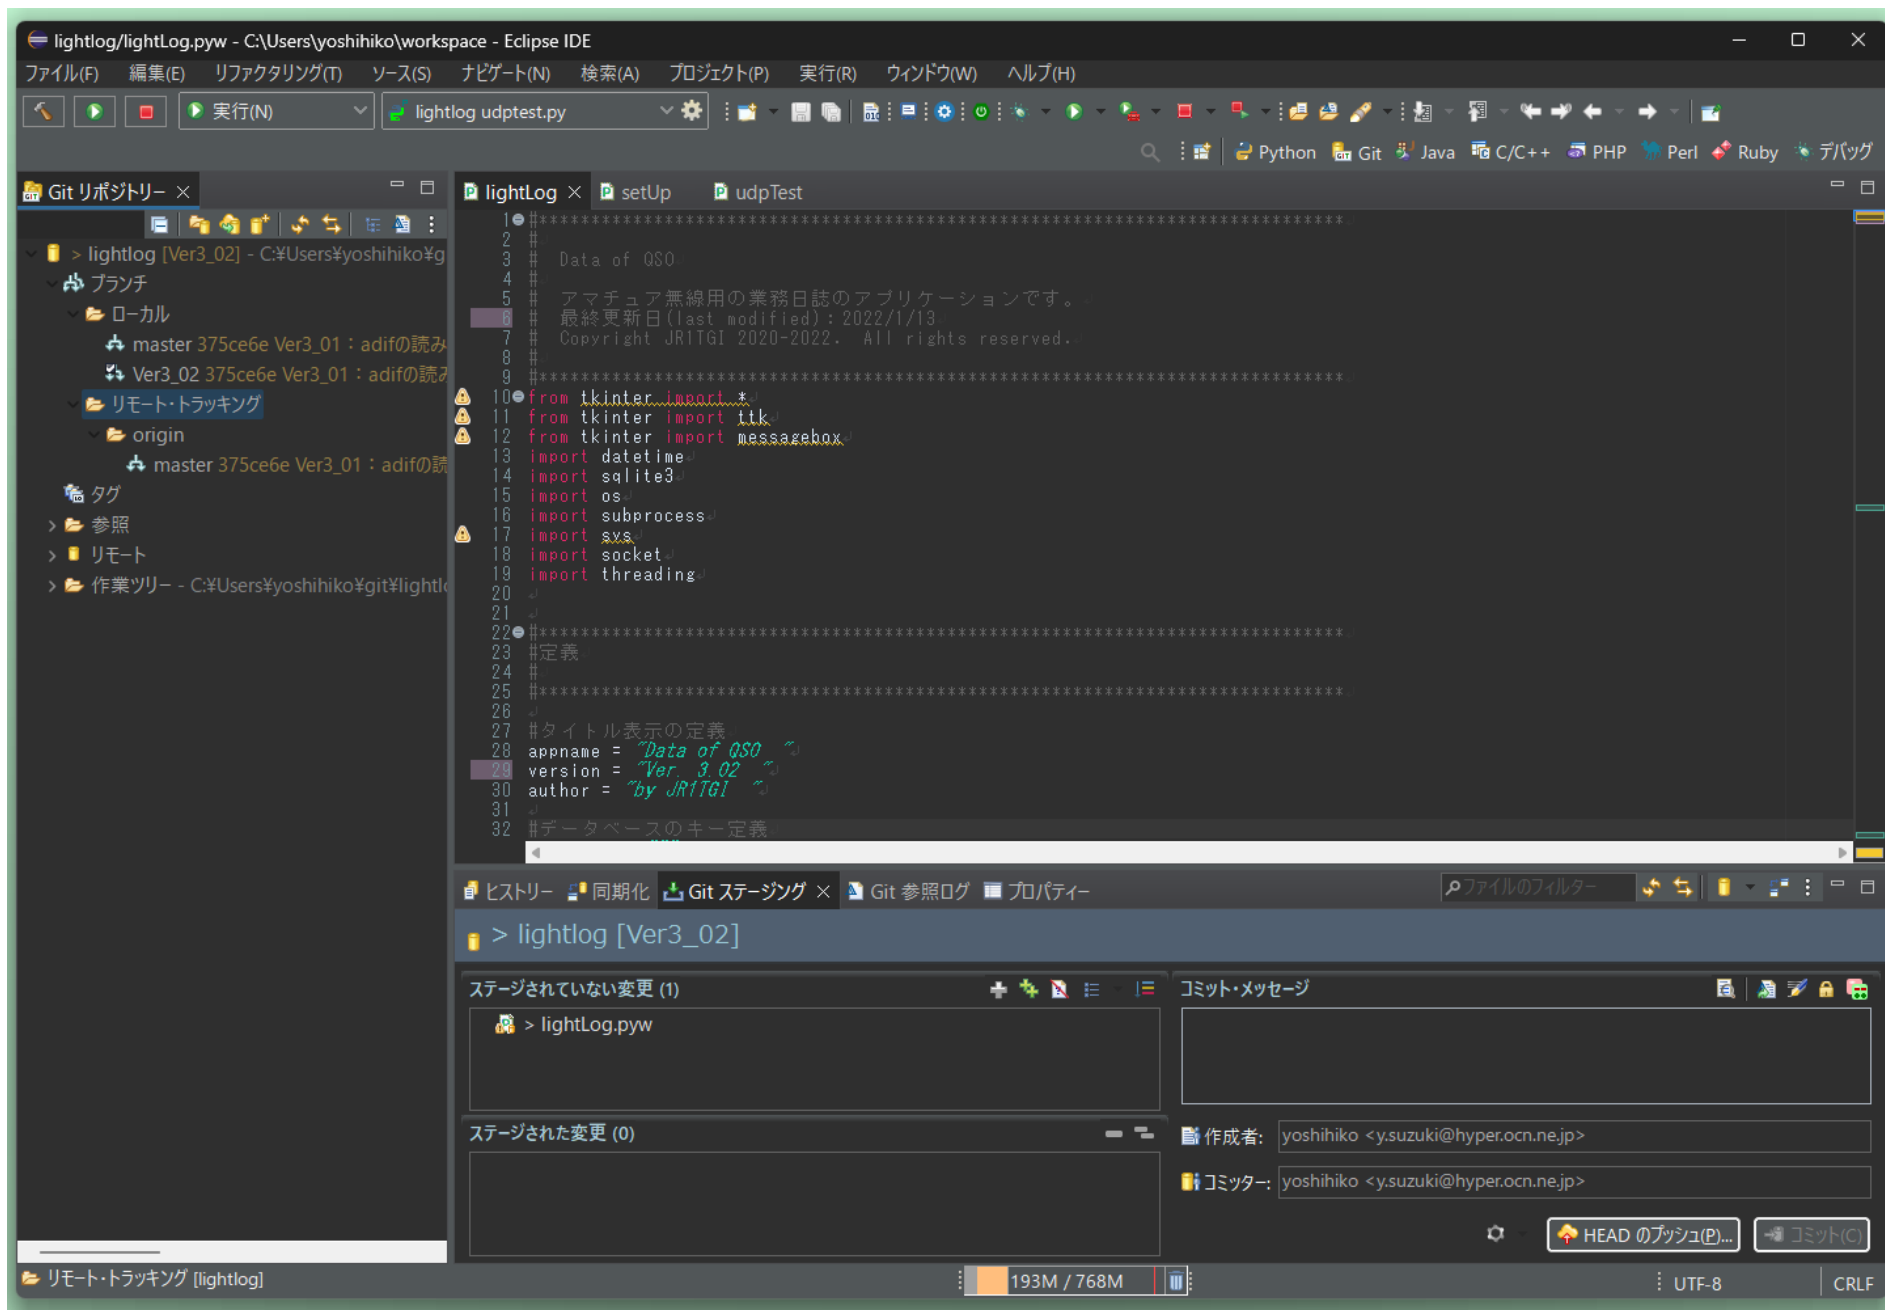 lightlog/lightLog.pyw - C:\Users\yoshihiko\workspace - Eclipse IDE
ファイル(F) 編集(E) リファクタリング(T) ソース(S) ナビゲート(N) 検索(A) プロジェクト(P) 実行(R) ウィンドウ(W) ヘルプ(H)
実行(N) lightlog udptest.py
Python Git Java C/C++ PHP Perl Ruby デバッグ
Git リポジトリー
> lightlog [Ver3_02] - C:¥Users¥yoshihiko¥g
ブランチ
ローカル
master 375ce6e Ver3_01：adifの読み
Ver3_02 375ce6e Ver3_01：adifの読み
リモート・トラッキング
origin
master 375ce6e Ver3_01：adifの読
タグ
参照
リモート
作業ツリー - C:¥Users¥yoshihiko¥git¥lightl
lightLog setUp udpTest
1 #******************************************************************************
2 #
3 # Data of QSO
4 #
5 # アマチュア無線用の業務日誌のアプリケーションです。
6 # 最終更新日(last modified)：2022/1/13
7 # Copyright JR1TGI 2020-2022. All rights reserved.
8 #
9 #******************************************************************************
10 from tkinter import *
11 from tkinter import ttk
12 from tkinter import messagebox
13 import datetime
14 import sqlite3
15 import os
16 import subprocess
17 import sys
18 import socket
19 import threading
20
21
22 #******************************************************************************
23 #定義
24 #
25 #******************************************************************************
26
27 #タイトル表示の定義
28 appname = "Data of QSO  "
29 version = "Ver. 3.02  "
30 author = "by JR1TGI  "
31
32 #データベースのキー定義
ヒストリー 同期化 Git ステージング Git 参照ログ プロパティー ファイルのフィルター
> lightlog [Ver3_02]
ステージされていない変更 (1)
> lightLog.pyw
ステージされた変更 (0)
コミット・メッセージ
作成者: yoshihiko <y.suzuki@hyper.ocn.ne.jp>
コミッター: yoshihiko <y.suzuki@hyper.ocn.ne.jp>
HEAD のプッシュ(P)... コミット(C)
リモート・トラッキング [lightlog] 193M / 768M UTF-8 CRLF